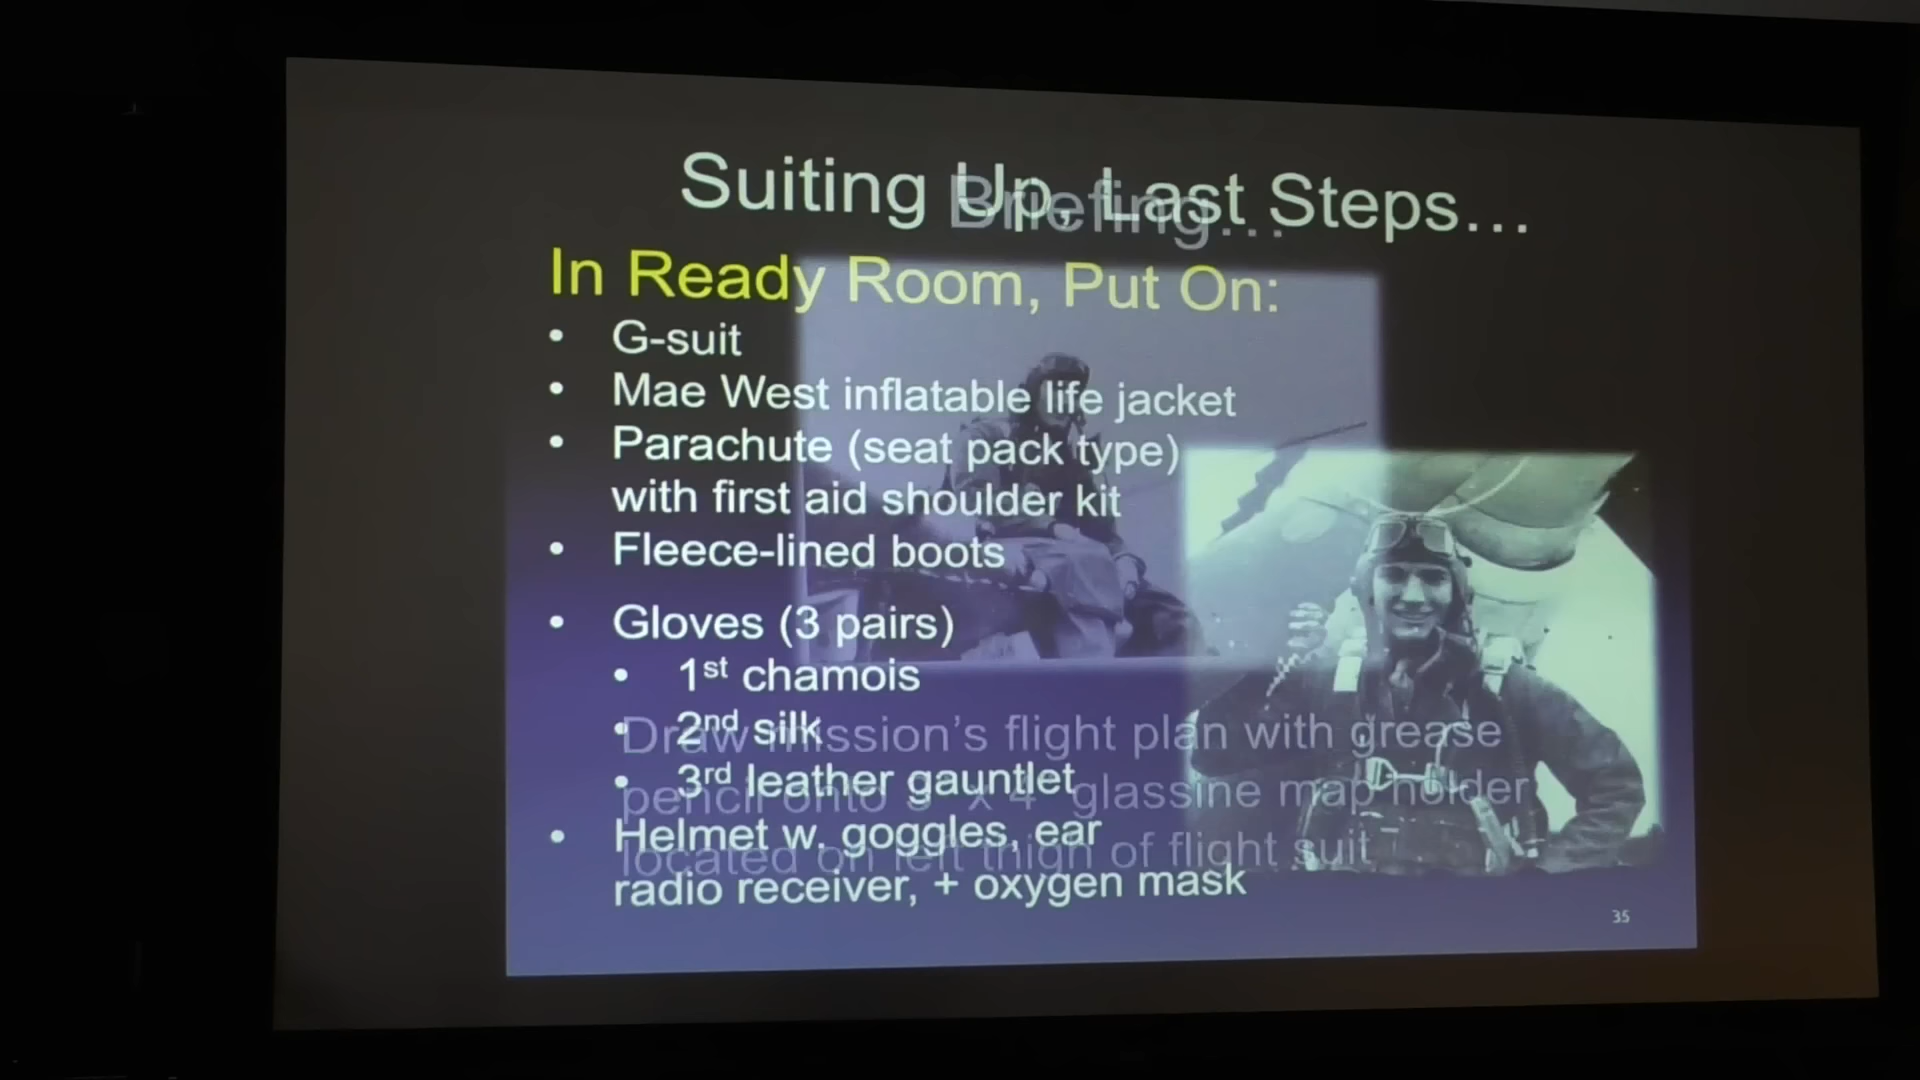 Suiting Up, Last Steps…
Briefing…
In Ready Room, Put On:
• G-suit
• Mae West inflatable life jacket
• Parachute (seat pack type)
with first aid shoulder kit
• Fleece-lined boots
• Gloves (3 pairs)
• 1st chamois
• 2nd silk
• 3rd leather gauntlet
• Helmet w. goggles, ear
radio receiver, + oxygen mask
Draw mission’s flight plan with grease
pencil onto x 4" glassine map holder
located on left thigh of flight suit
35